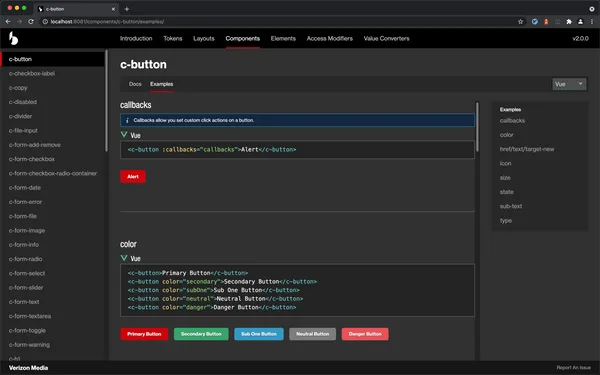 c-button
localhost:8081/components/c-button/examples/
Introduction Tokens Layouts Components Elements Access Modifiers Value Converters v2.0.0
c-button
c-checkbox-label
c-copy
c-disabled
c-divider
c-file-input
c-form-add-remove
c-form-checkbox
c-form-checkbox-radio-container
c-form-date
c-form-error
c-form-file
c-form-image
c-form-info
c-form-radio
c-form-select
c-form-slider
c-form-text
c-form-textarea
c-form-toggle
c-form-warning
c-h1
c-button
Docs Examples
Vue
callbacks
i Callbacks allow you set custom click actions on a button.
Vue
<c-button :callbacks="callbacks">Alert</c-button>
Alert
color
Vue
<c-button>Primary Button</c-button>
<c-button color="secondary">Secondary Button</c-button>
<c-button color="subOne">Sub One Button</c-button>
<c-button color="neutral">Neutral Button</c-button>
<c-button color="danger">Danger Button</c-button>
Primary Button Secondary Button Sub One Button Neutral Button Danger Button
Examples
callbacks
color
href/text/target-new
icon
size
state
sub-text
type
Verizon Media Report An Issue